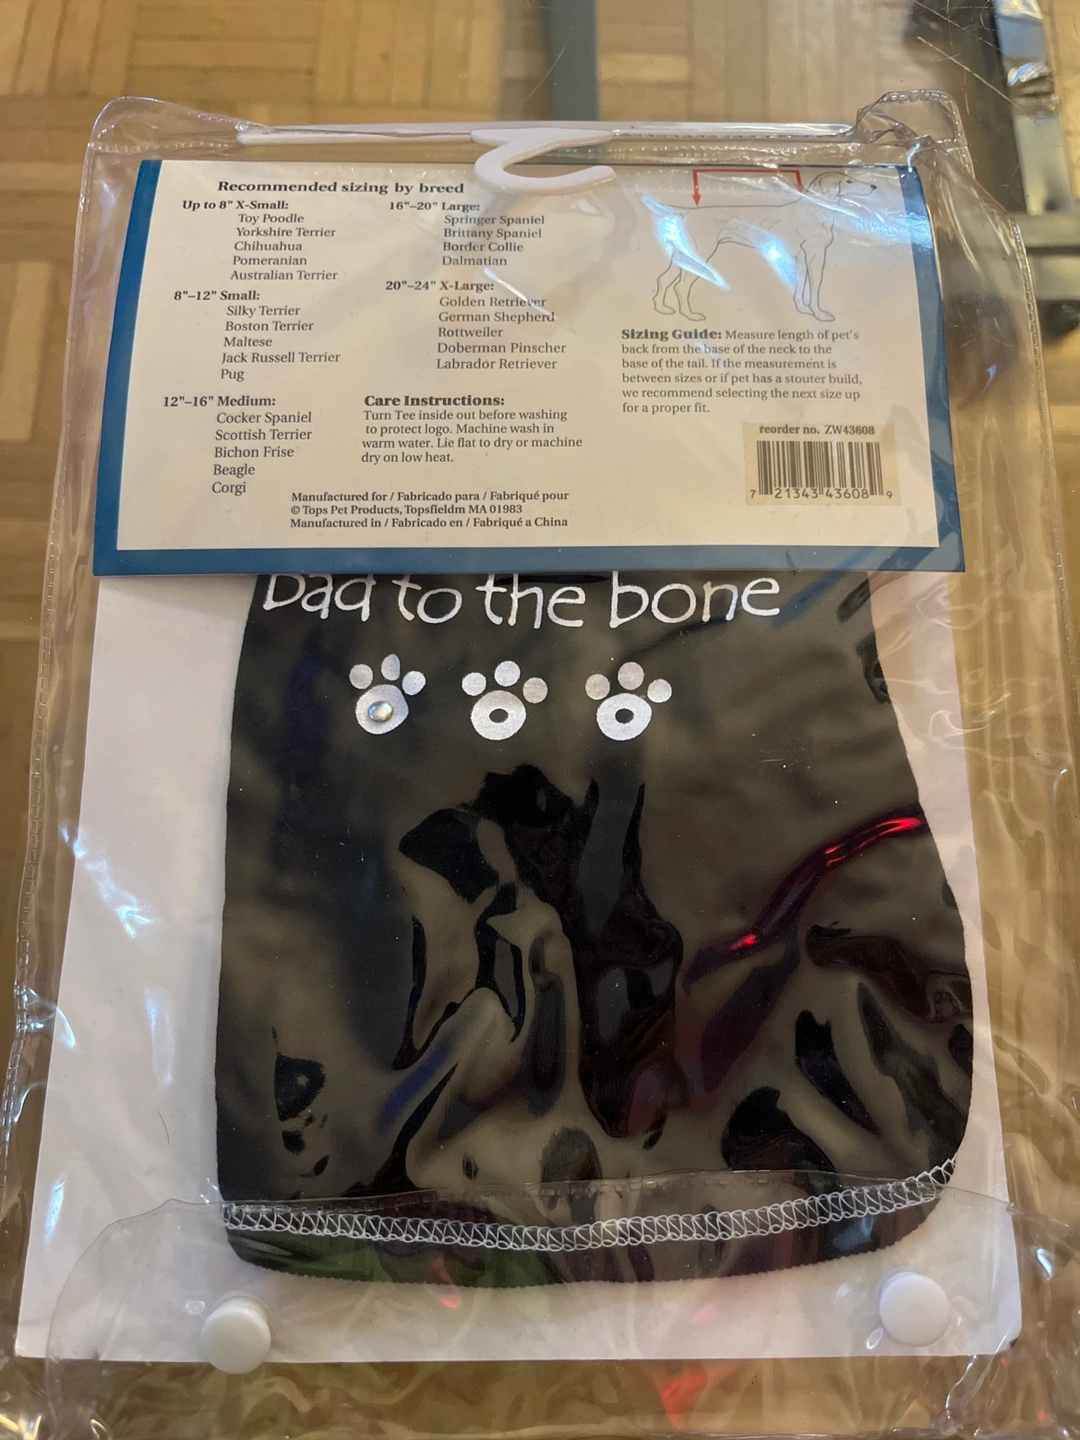 Recommended sizing by breed
Up to 8" X-Small:
Toy Poodle
Yorkshire Terrier
Chihuahua
Pomeranian
Australian Terrier
8"–12" Small:
Silky Terrier
Boston Terrier
Maltese
Jack Russell Terrier
Pug
12"–16" Medium:
Cocker Spaniel
Scottish Terrier
Bichon Frise
Beagle
Corgi
16"–20" Large:
Springer Spaniel
Brittany Spaniel
Border Collie
Dalmatian
20"–24" X-Large:
Golden Retriever
German Shepherd
Rottweiler
Doberman Pinscher
Labrador Retriever
Care Instructions:
Turn Tee inside out before washing
to protect logo. Machine wash in
warm water. Lie flat to dry or machine
dry on low heat.
Manufactured for / Fabricado para / Fabriqué pour
© Tops Pet Products, Topsfieldm MA 01983
Manufactured in / Fabricado en / Fabriqué a China
Sizing Guide: Measure length of pet's
back from the base of the neck to the
base of the tail. If the measurement is
between sizes or if pet has a stouter build,
we recommend selecting the next size up
for a proper fit.
reorder no. ZW43608
7 21343 43608 9
Bad to the bone